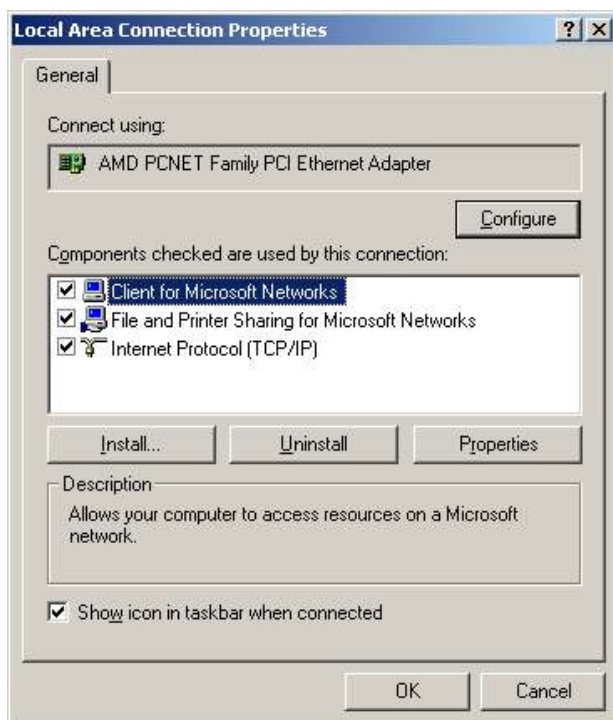 Local Area Connection Properties
General
Connect using:
AMD PCNET Family PCI Ethernet Adapter
Configure
Components checked are used by this connection:
Client for Microsoft Networks
File and Printer Sharing for Microsoft Networks
Internet Protocol (TCP/IP)
Install... Uninstall Properties
Description
Allows your computer to access resources on a Microsoft
network.
Show icon in taskbar when connected
OK Cancel